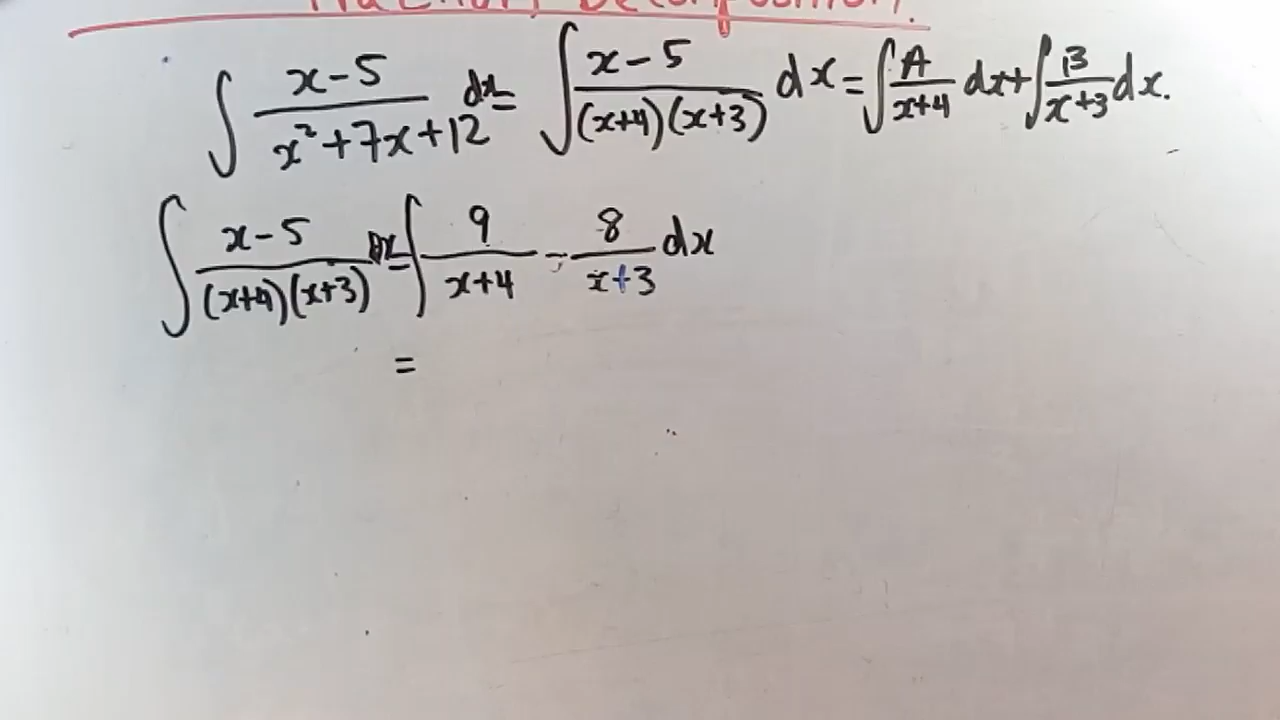 Decomposition.
∫ x-5 / x²+7x+12 dx = ∫ x-5 / (x+4)(x+3) dx = ∫ A / x+4 dx + ∫ B / x+3 dx.
∫ x-5 / (x+4)(x+3) dx = ∫ 9 / x+4 - 8 / x+3 dx
=